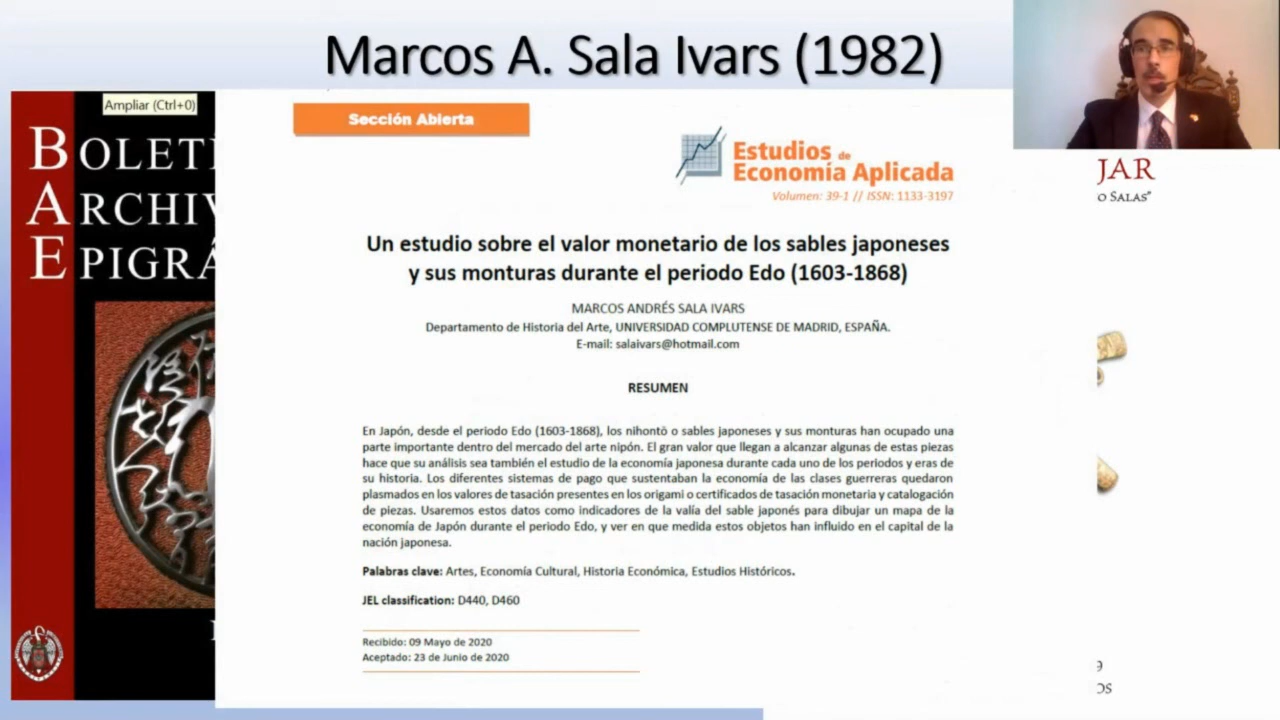 Marcos A. Sala Ivars (1982)
Ampliar (Ctrl+0)
BOLETI
ARCHIV
EPIGRÁ
Sección Abierta
Estudios de
Economía Aplicada
Volumen: 39-1 // ISSN: 1133-3197
JAR
O SALAS"
Un estudio sobre el valor monetario de los sables japoneses
y sus monturas durante el periodo Edo (1603-1868)
MARCOS ANDRÉS SALA IVARS
Departamento de Historia del Arte, UNIVERSIDAD COMPLUTENSE DE MADRID, ESPAÑA.
E-mail: salaivars@hotmail.com
RESUMEN
En Japón, desde el periodo Edo (1603-1868), los nihontō o sables japoneses y sus monturas han ocupado una
parte importante dentro del mercado del arte nipón. El gran valor que llegan a alcanzar algunas de estas piezas
hace que su análisis sea también el estudio de la economía japonesa durante cada uno de los periodos y eras de
su historia. Los diferentes sistemas de pago que sustentaban la economía de las clases guerreras quedaron
plasmados en los valores de tasación presentes en los origami o certificados de tasación monetaria y catalogación
de piezas. Usaremos estos datos como indicadores de la valía del sable japonés para dibujar un mapa de la
economía de Japón durante el periodo Edo, y ver en que medida estos objetos han influido en el capital de la
nación japonesa.
Palabras clave: Artes, Economía Cultural, Historia Económica, Estudios Históricos.
JEL classification: D440, D460
Recibido: 09 Mayo de 2020
Aceptado: 23 de Junio de 2020
9
OS